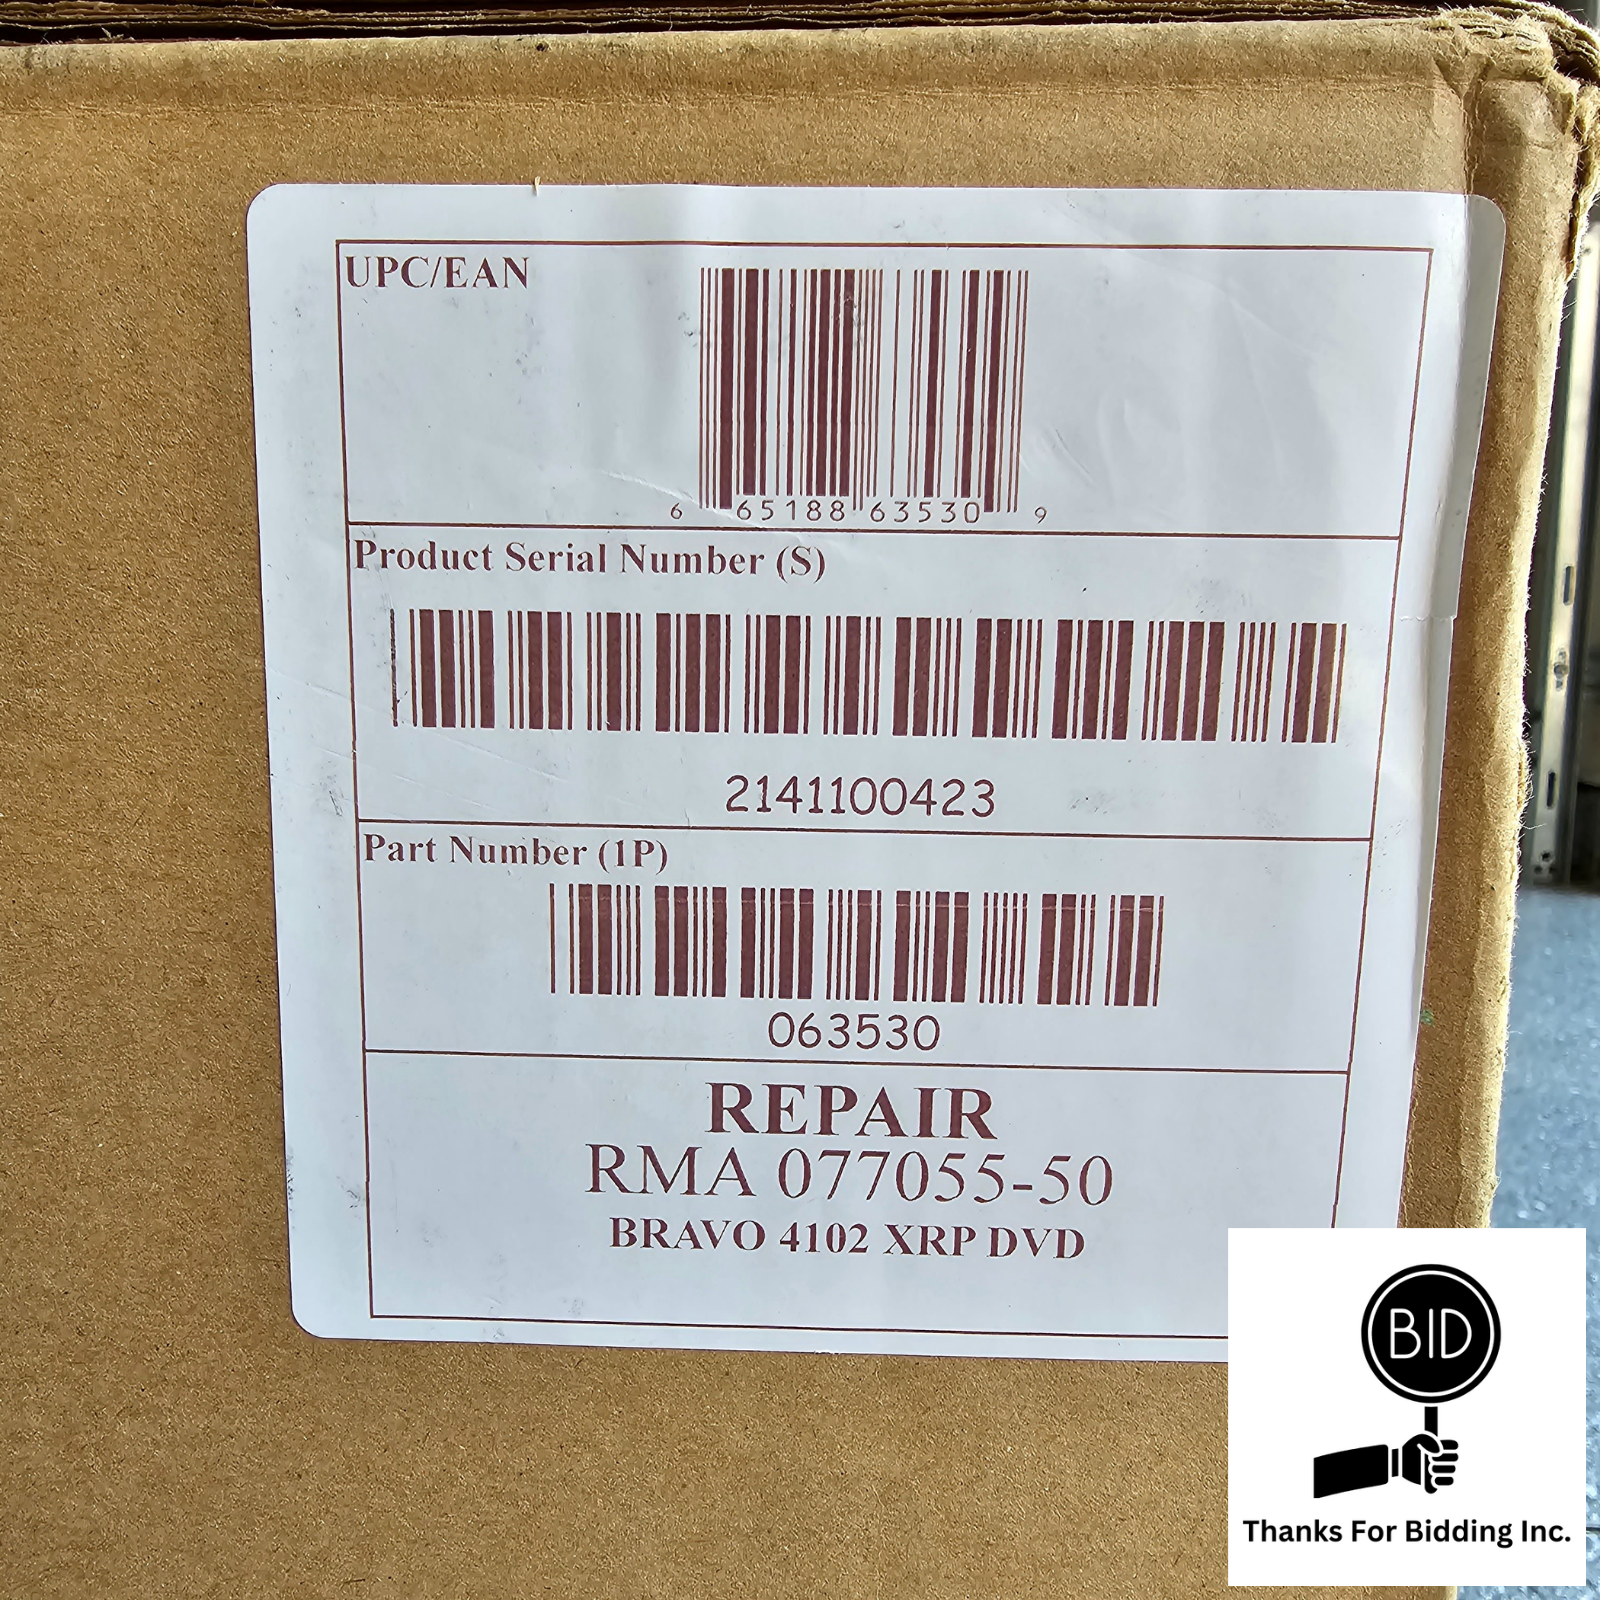 UPC/EAN
6 65188 63530 9
Product Serial Number (S)
2141100423
Part Number (1P)
063530
REPAIR
RMA 077055-50
BRAVO 4102 XRP DVD
BID
Thanks For Bidding Inc.